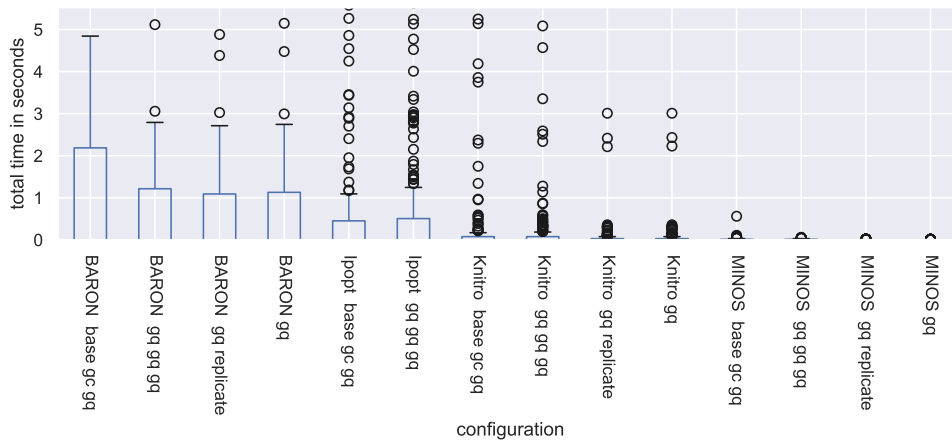 total time in seconds
5
4
3
2
1
0
BARON base gc gq
BARON gq gq gq
BARON gq replicate
BARON gq
Ipopt base gc gq
Ipopt gq gq gq
Knitro base gc gq
Knitro gq gq gq
Knitro gq replicate
Knitro gq
MINOS base gc gq
MINOS gq gq gq
MINOS gq replicate
MINOS gq
configuration